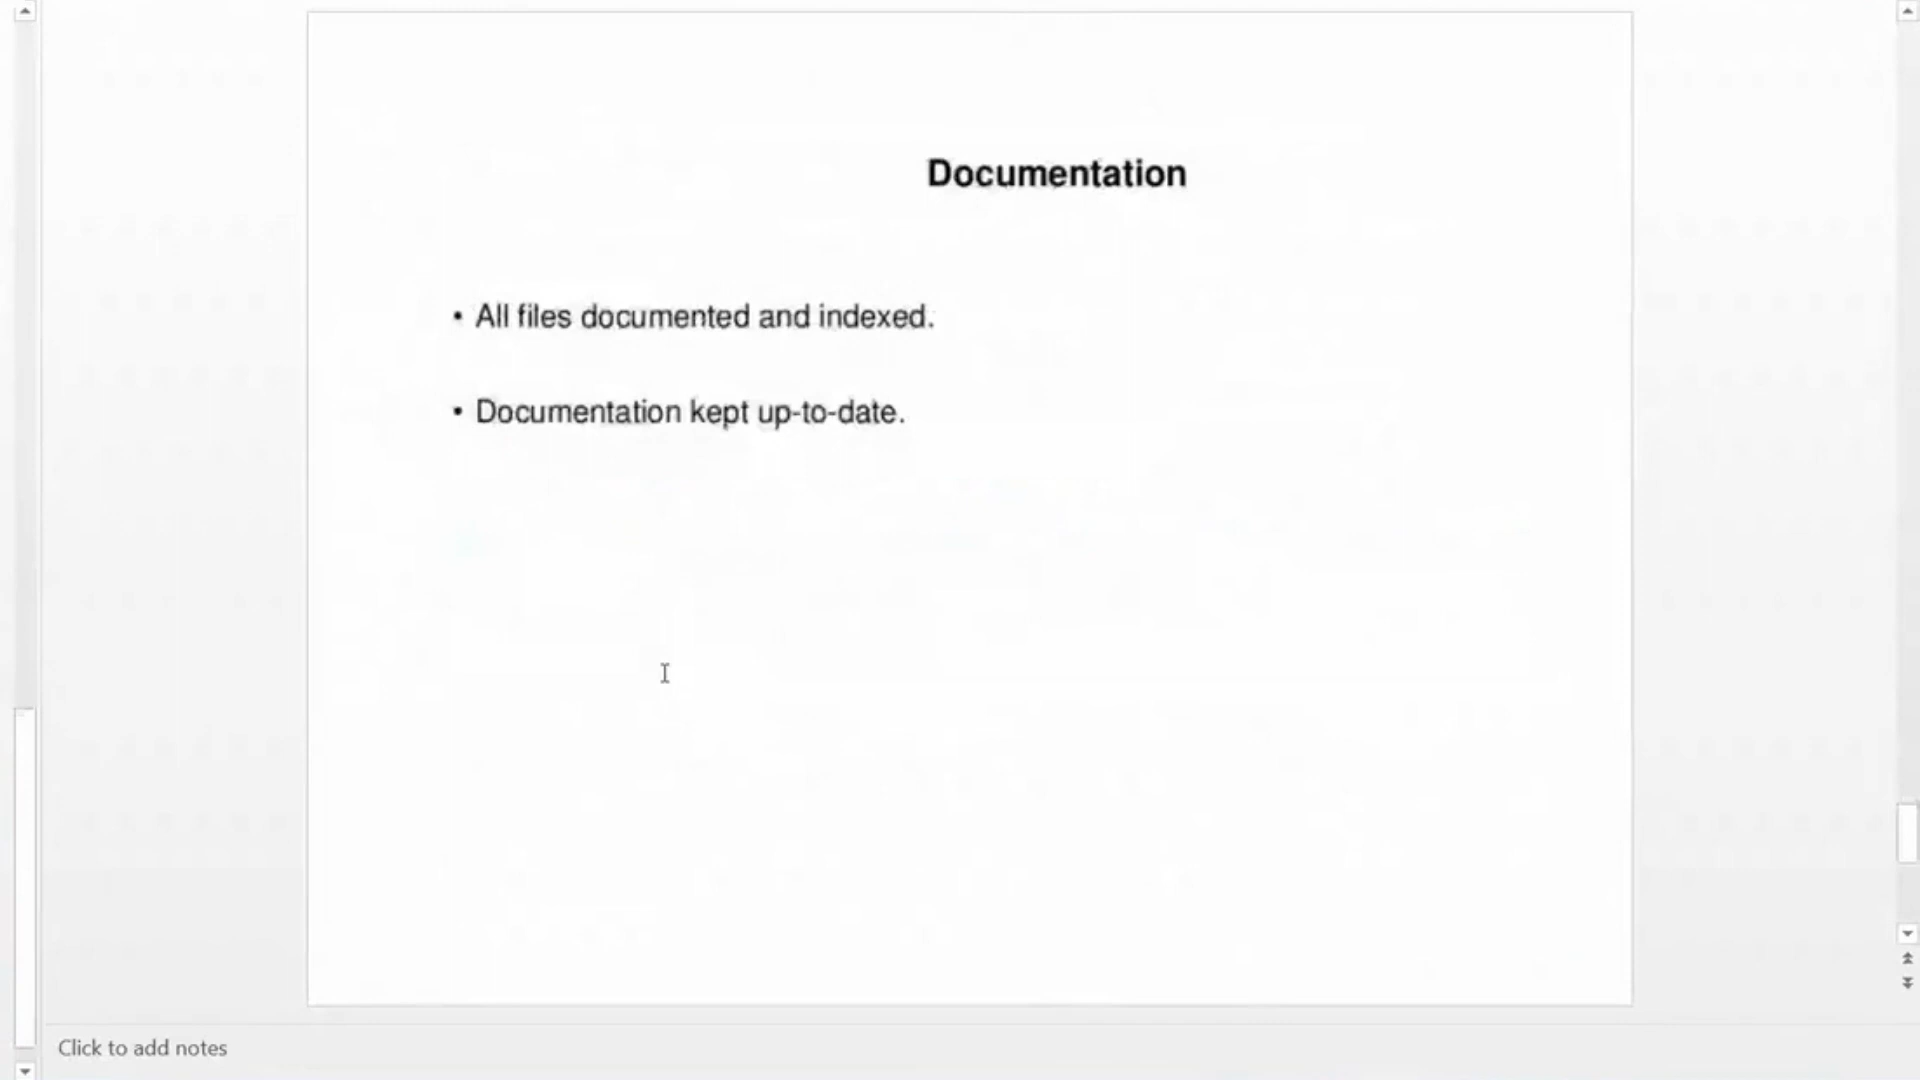 Documentation
• All files documented and indexed.
• Documentation kept up-to-date.
Click to add notes